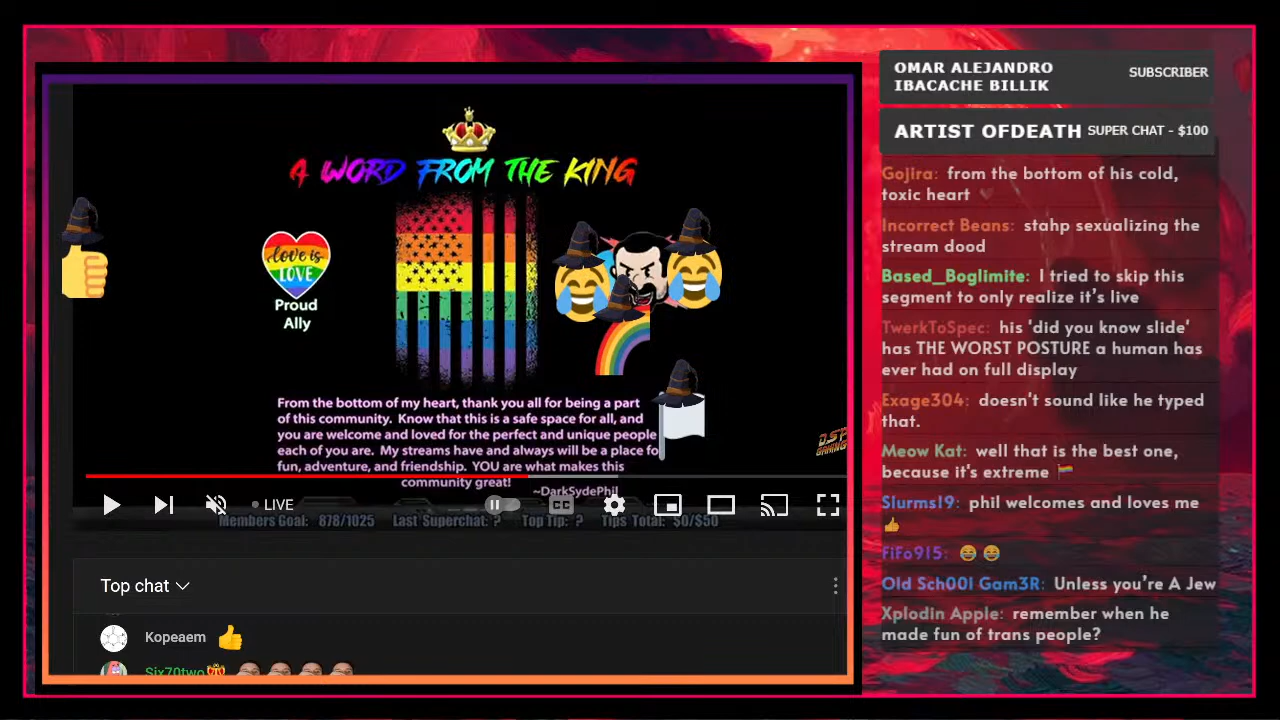 A WORD FROM THE KING
love is
LOVE
Proud
Ally
From the bottom of my heart, thank you all for being a part
of this community. Know that this is a safe space for all, and
you are welcome and loved for the perfect and unique people
each of you are. My streams have and always will be a place fo
fun, adventure, and friendship. YOU are what makes this
community great!
~DarkSydePhil
DSP
GAMING
LIVE
CC
Members Goal: 878/1025 Last Superchat: ? Top Tip: ? Tips Total: $0/$50
Top chat
Kopeaem
Six70two
OMAR ALEJANDRO
IBACACHE BILLIK
SUBSCRIBER
ARTIST OFDEATH SUPER CHAT - $100
Gojira: from the bottom of his cold,
toxic heart
Incorrect Beans: stahp sexualizing the
stream dood
Based_Boglimite: I tried to skip this
segment to only realize it’s live
TwerkToSpec: his 'did you know slide'
has THE WORST POSTURE a human has
ever had on full display
Exage304: doesn't sound like he typed
that.
Meow Kat: well that is the best one,
because it's extreme
Slurms19: phil welcomes and loves me
FiFo915:
Old Sch00l Gam3R: Unless you’re A Jew
Xplodin Apple: remember when he
made fun of trans people?